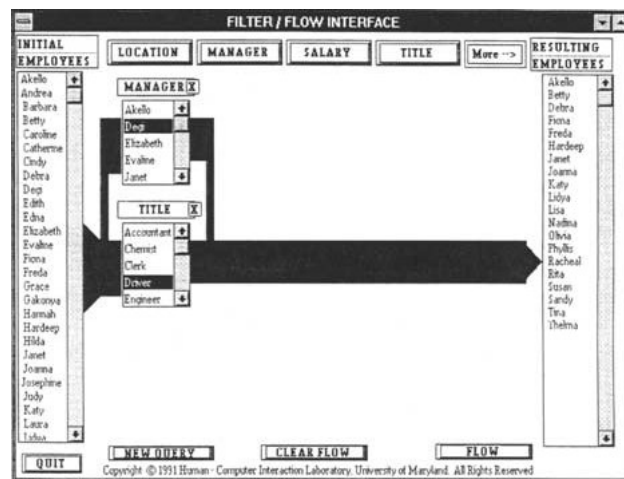 FILTER / FLOW INTERFACE
INITIAL
EMPLOYEES
LOCATION
MANAGER
SALARY
TITLE
More -->
RESULTING
EMPLOYEES
Akello
Andrea
Barbara
Betty
Caroline
Catherine
Cindy
Debra
Deqi
Edith
Edna
Elizabeth
Evaline
Fiona
Freda
Grace
Gakonya
Hannah
Hardeep
Hilda
Janet
Joanna
Josephine
Judy
Katy
Laura
Lidya
MANAGER X
Akello
Deqi
Elizabeth
Evaline
Janet
TITLE X
Accountant
Chemist
Clerk
Driver
Engineer
Akello
Betty
Debra
Fiona
Freda
Hardeep
Janet
Joanna
Katy
Lidya
Lisa
Nadina
Olivia
Phyllis
Racheal
Rita
Susan
Sandy
Tina
Thelma
QUIT
NEW QUERY
CLEAR FLOW
FLOW
Copyright © 1991 Human - Computer Interaction Laboratory, University of Maryland. All Rights Reserved